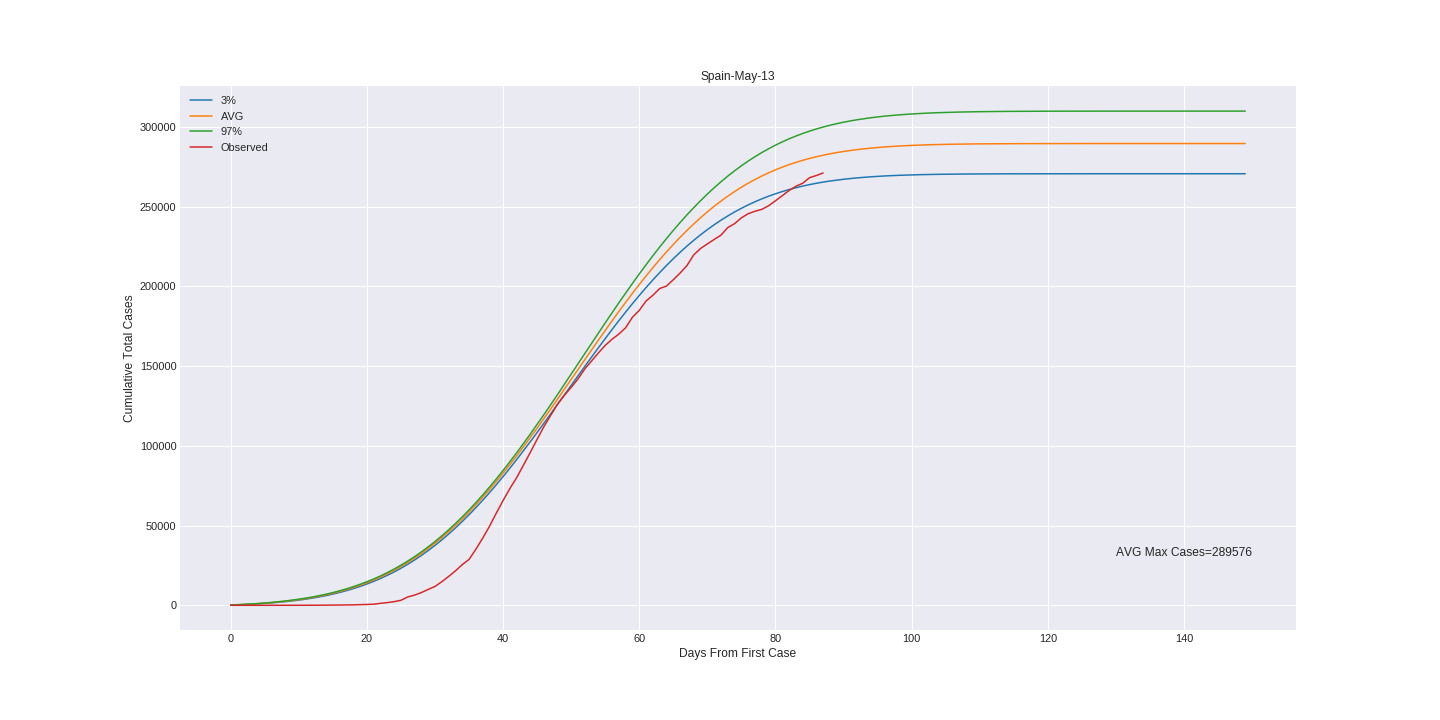 Spain-May-13
3%
AVG
97%
Observed
300000
250000
200000
150000
100000
50000
0
Cumulative Total Cases
AVG Max Cases=289576
0 20 40 60 80 100 120 140
Days From First Case